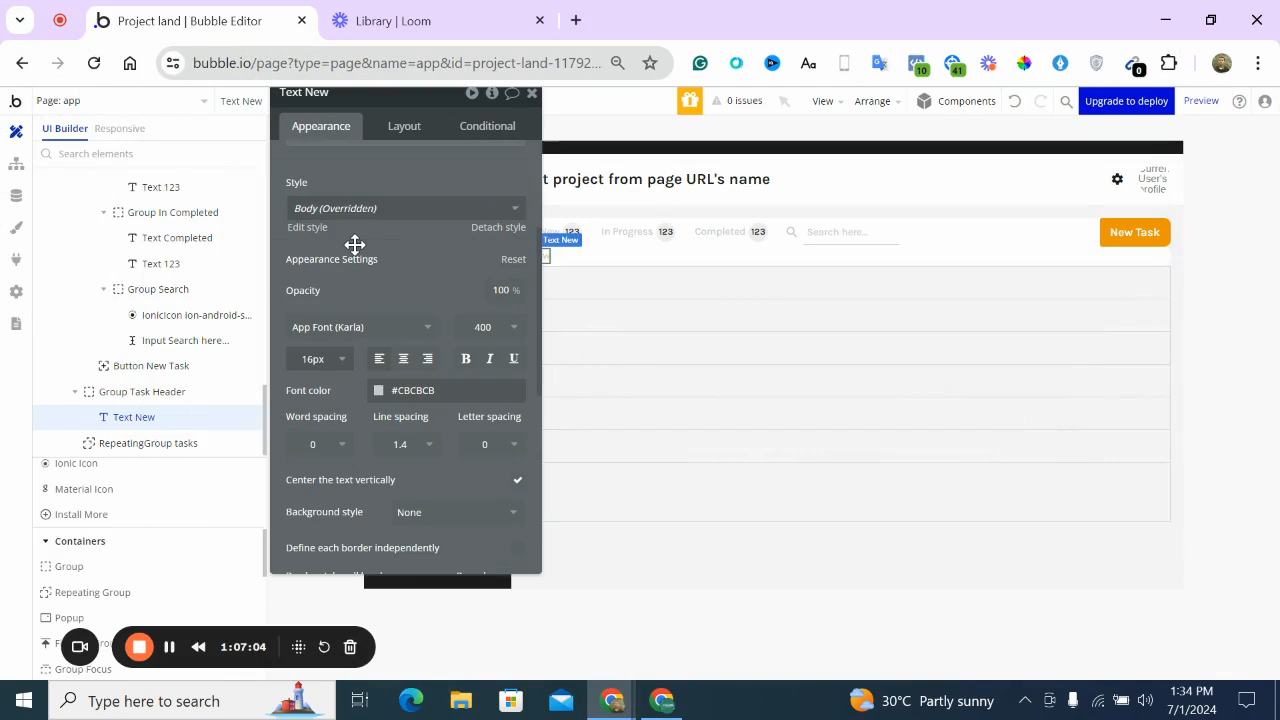 Project land | Bubble Editor
Library | Loom
bubble.io/page?type=page&name=app&id=project-land-11792...
10
41
0
Page: app
Text New
Text New
0 issues
View
Arrange
Components
Upgrade to deploy
Preview
UI Builder
Responsive
Search elements
Text 123
Group In Completed
Text Completed
Text 123
Group Search
IonicIcon ion-android-s...
Input Search here...
Button New Task
Group Task Header
Text New
RepeatingGroup tasks
Ionic Icon
Material Icon
Install More
Containers
Group
Repeating Group
Popup
Group Focus
Appearance
Layout
Conditional
Style
Body (Overridden)
Edit style
Detach style
Appearance Settings
Reset
Opacity
100 %
App Font (Karla)
400
16px
B I U
Font color
#CBCBCB
Word spacing
Line spacing
Letter spacing
0
1.4
0
Center the text vertically
Background style
None
Define each border independently
t project from page URL's name
User's
profile
123
In Progress 123
Completed 123
Search here...
New Task
Text New
1:07:04
Type here to search
30°C Partly sunny
1:34 PM
7/1/2024